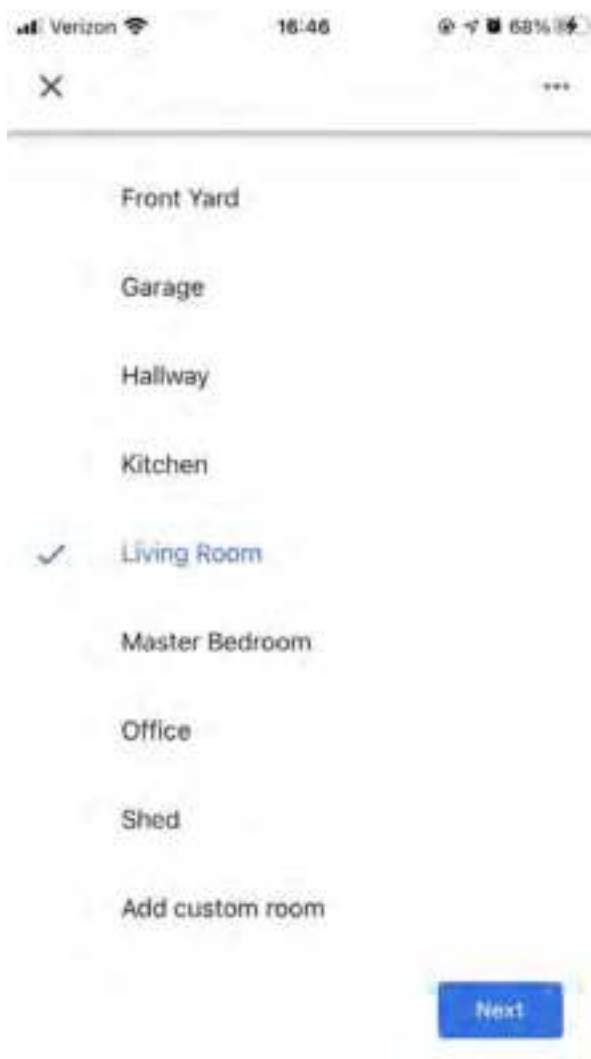 Verizon 16:46 68%
Front Yard
Garage
Hallway
Kitchen
Living Room
Master Bedroom
Office
Shed
Add custom room
Next